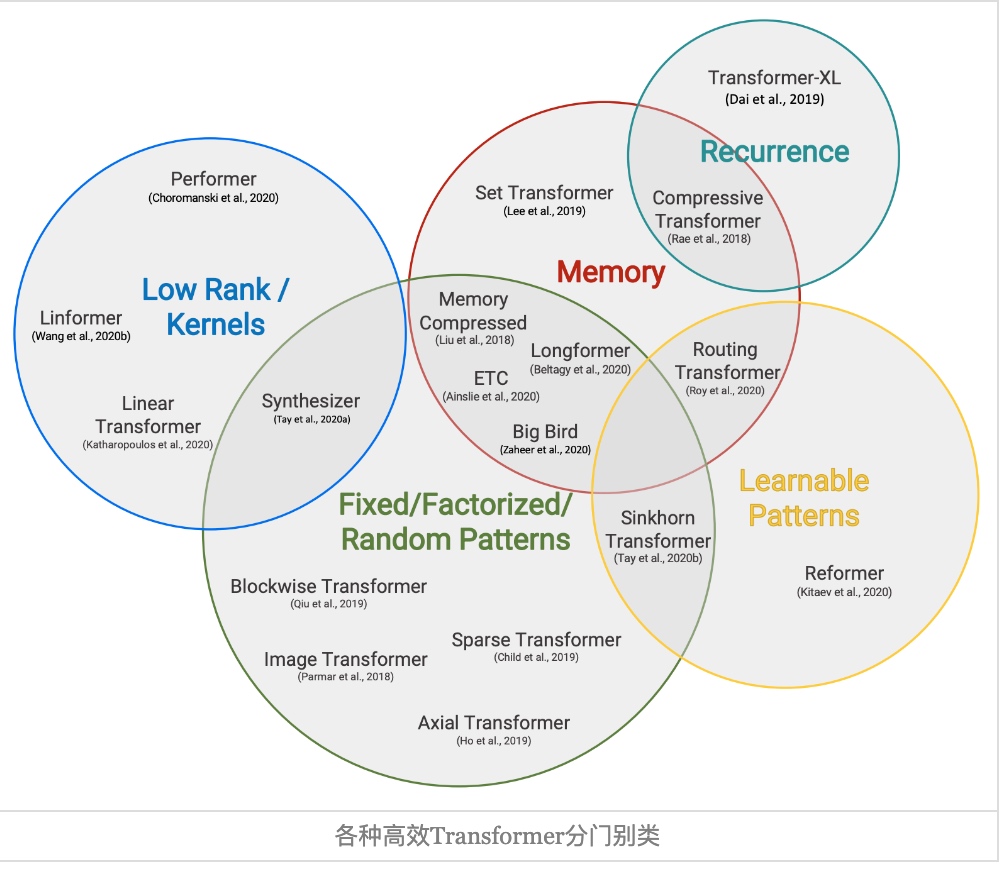 Transformer-XL
(Dai et al., 2019)
Recurrence
Compressive
Transformer
(Rae et al., 2018)
Set Transformer
(Lee et al., 2019)
Memory
Performer
(Choromanski et al., 2020)
Low Rank /
Kernels
Linformer
(Wang et al., 2020b)
Linear
Transformer
(Katharopoulos et al., 2020)
Synthesizer
(Tay et al., 2020a)
Memory
Compressed
(Liu et al., 2018)
Longformer
(Beltagy et al., 2020)
ETC
(Ainslie et al., 2020)
Big Bird
(Zaheer et al., 2020)
Routing
Transformer
(Roy et al., 2020)
Learnable
Patterns
Fixed/Factorized/
Random Patterns
Sinkhorn
Transformer
(Tay et al., 2020b)
Reformer
(Kitaev et al., 2020)
Blockwise Transformer
(Qiu et al., 2019)
Sparse Transformer
(Child et al., 2019)
Image Transformer
(Parmar et al., 2018)
Axial Transformer
(Ho et al., 2019)
各种高效Transformer分门别类